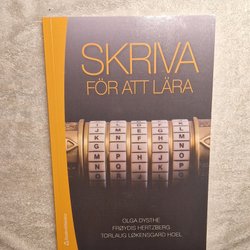 SKRIVA
FÖR ATT LÄRA
OLGA DYSTHE
FRØYDIS HERTZBERG
TORLAUG LØKENSGARD HOEL